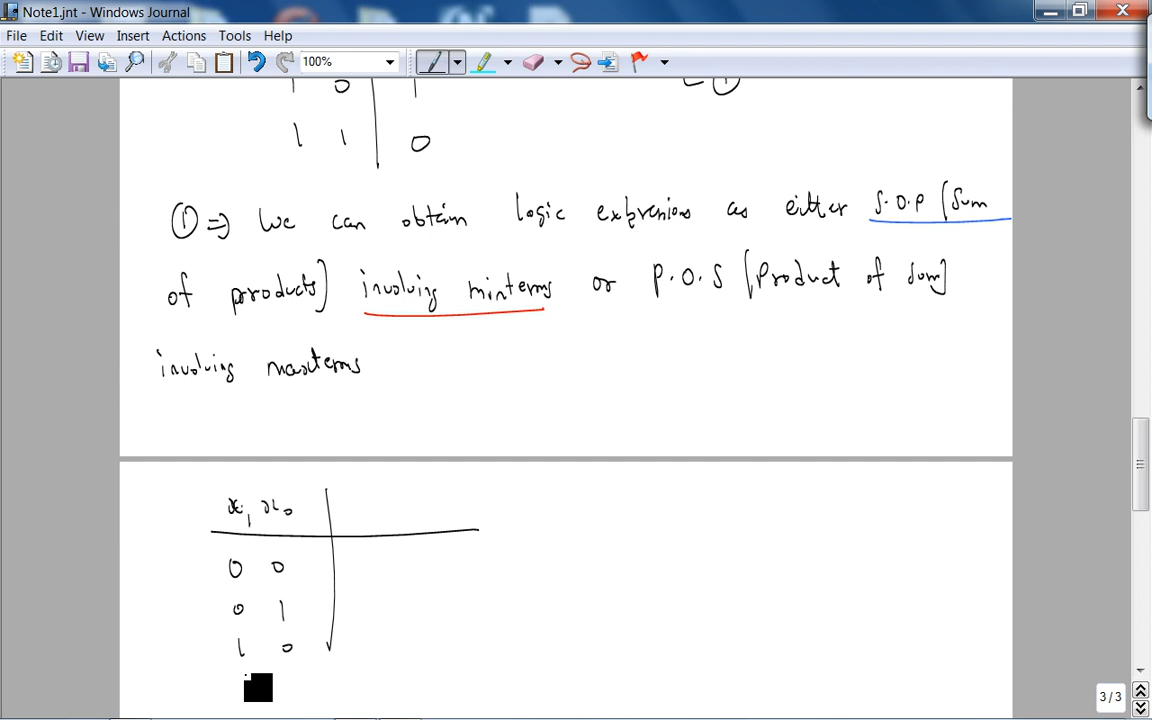 Note1.jnt - Windows Journal
File Edit View Insert Actions Tools Help
100%
1 0 | 1 ①
1 1 | 0
① ⇒ We can obtain logic expressions as either S.O.P [Sum
of products] involving minterms or P.O.S [Product of Sum]
involving maxterms
x₁ x₀
0 0
0 1
1 0
3 / 3